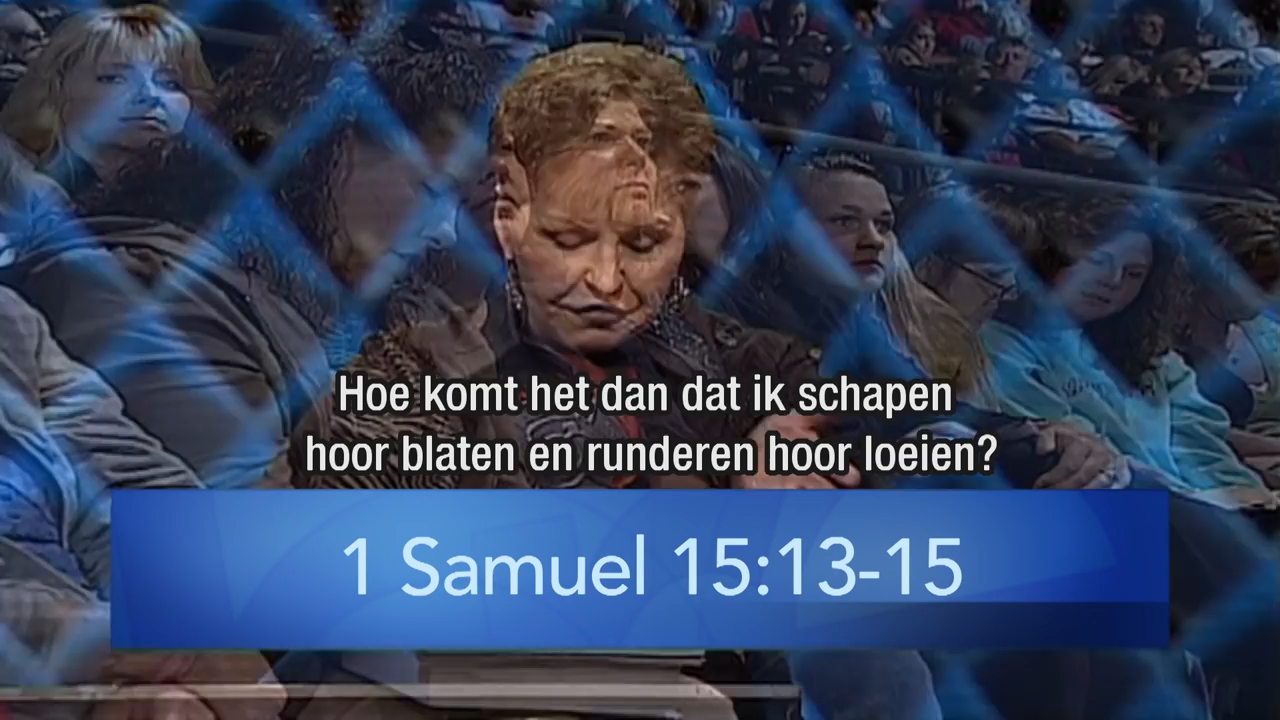 Hoe komt het dan dat ik schapen
hoor blaten en runderen hoor loeien?
1 Samuel 15:13-15